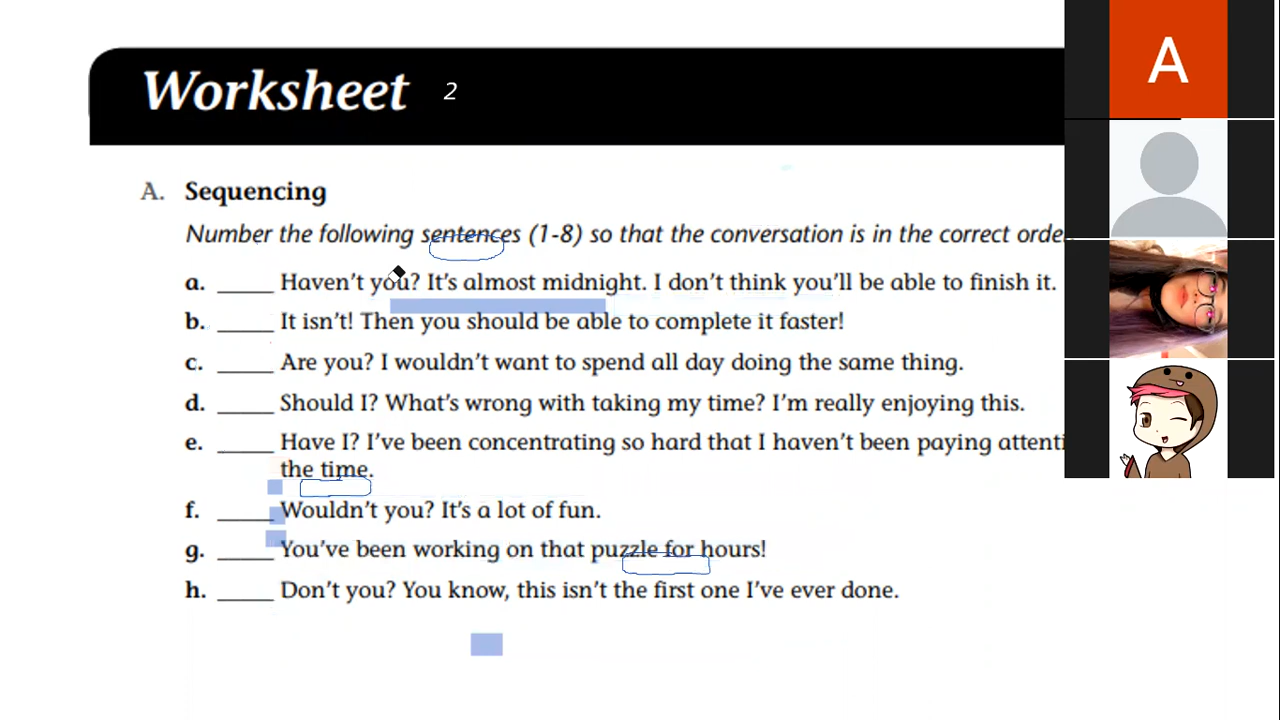 Worksheet 2
A. Sequencing
Number the following sentences (1-8) so that the conversation is in the correct order
a. _____ Haven't you? It's almost midnight. I don't think you'll be able to finish it.
b. _____ It isn't! Then you should be able to complete it faster!
c. _____ Are you? I wouldn't want to spend all day doing the same thing.
d. _____ Should I? What's wrong with taking my time? I'm really enjoying this.
e. _____ Have I? I've been concentrating so hard that I haven't been paying attenti
the time.
f. _____ Wouldn't you? It's a lot of fun.
g. _____ You've been working on that puzzle for hours!
h. _____ Don't you? You know, this isn't the first one I've ever done.
A